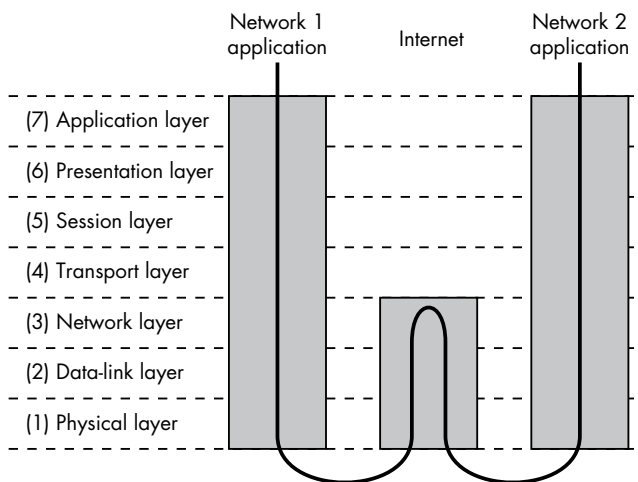 Network 1
application
Internet
Network 2
application
(7) Application layer
(6) Presentation layer
(5) Session layer
(4) Transport layer
(3) Network layer
(2) Data-link layer
(1) Physical layer